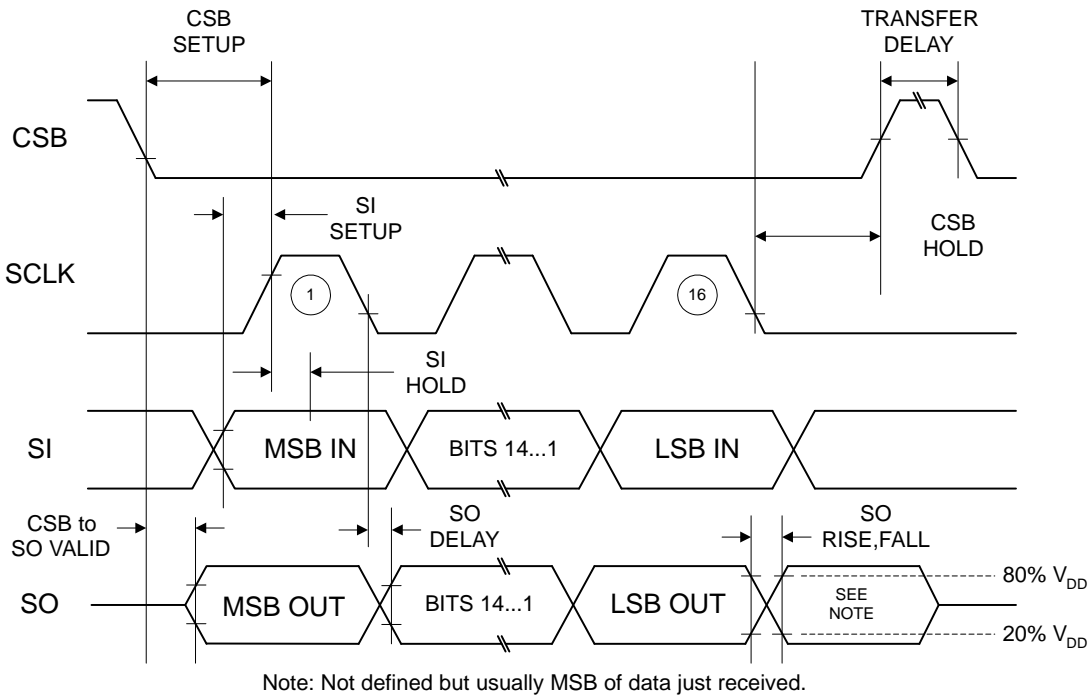 CSB
SETUP
TRANSFER
DELAY
CSB
SI
SETUP
CSB
HOLD
SCLK
1
16
SI
HOLD
SI
MSB IN
BITS 14...1
LSB IN
CSB to
SO VALID
SO
DELAY
SO
RISE,FALL
80% VDD
SO
MSB OUT
BITS 14...1
LSB OUT
SEE
NOTE
20% VDD
Note: Not defined but usually MSB of data just received.